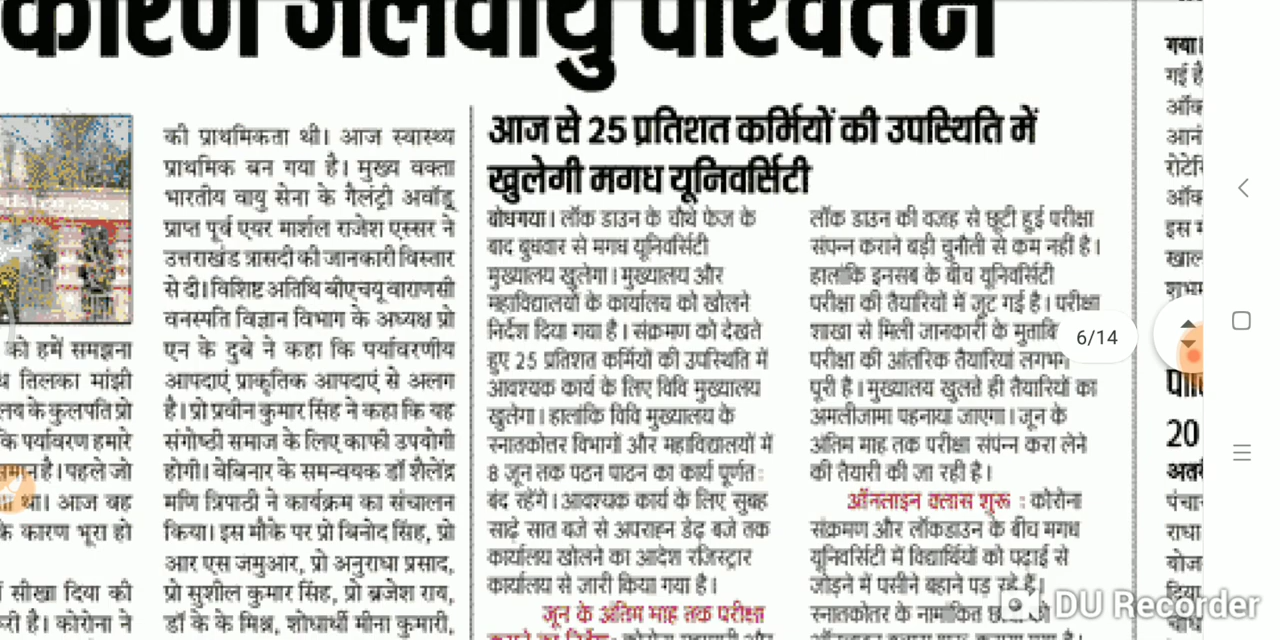 कारण जलवायु परिवर्तन
की प्राथमिकता थी। आज स्वास्थ्य
प्राथमिक बन गया है। मुख्य वक्ता
भारतीय वायु सेना के गैलंट्री अवॉर्ड
प्राप्त पूर्व एयर मार्शल राजेश एस्सर ने
उत्तराखंड त्रासदी की जानकारी विस्तार
से दी। विशिष्ट अतिथि बीएचयू वाराणसी
वनस्पति विज्ञान विभाग के अध्यक्ष प्रो
एन के दुबे ने कहा कि पर्यावरणीय
आपदाएं प्राकृतिक आपदाएं से अलग
है। प्रो प्रवीन कुमार सिंह ने कहा कि यह
संगोष्ठी समाज के लिए काफी उपयोगी
होगी। वेबिनार के समन्वयक डॉ शैलेंद्र
मणि त्रिपाठी ने कार्यक्रम का संचालन
किया। इस मौके पर प्रो बिनोद सिंह, प्रो
आर एस जमुआर, प्रो अनुराधा प्रसाद,
प्रो सुशील कुमार सिंह, प्रो ब्रजेश राय,
डॉ के के मिश्र, शोधार्थी मीना कुमारी,
को हमें समझना
तिलका मांझी
लय के कुलपति प्रो
कि पर्यावरण हमारे
समान है। पहले जो
था। आज वह
के कारण भूरा हो
सीखा दिया की
है। कोरोना ने
आज से 25 प्रतिशत कर्मियों की उपस्थिति में
खुलेगी मगध यूनिवर्सिटी
बोधगया। लॉक डाउन के चौथे फेज के
बाद बुधवार से मगध यूनिवर्सिटी
मुख्यालय खुलेगा। मुख्यालय और
महाविद्यालयों के कार्यालय को खोलने
निर्देश दिया गया है। संक्रमण को देखते
हुए 25 प्रतिशत कर्मियों की उपस्थिति में
आवश्यक कार्य के लिए विवि मुख्यालय
खुलेगा। हालांकि विवि मुख्यालय के
स्नातकोत्तर विभागों और महाविद्यालयों में
8 जून तक पठन पाठन का कार्य पूर्णत:
बंद रहेंगे। आवश्यक कार्य के लिए सुबह
साढ़े सात बजे से अपराहन डेढ़ बजे तक
कार्यालय खोलने का आदेश रजिस्ट्रार
कार्यालय से जारी किया गया है।
जून के अंतिम माह तक परीक्षा
लॉक डाउन की वजह से छूटी हुई परीक्षा
संपन्न कराने बड़ी चुनौती से कम नहीं है।
हालांकि इनसब के बीच यूनिवर्सिटी
परीक्षा की तैयारियों में जूट गई है। परीक्षा
शाखा से मिली जानकारी के मुताबि
परीक्षा की आंतरिक तैयारियां लगभग
पूरी है। मुख्यालय खुलते ही तैयारियों का
अमलीजामा पहनाया जाएगा। जून के
अंतिम माह तक परीक्षा संपन्न करा लेने
की तैयारी की जा रही है।
ऑनलाइन क्लास शुरू : कोरोना
संक्रमण और लॉकडाउन के बीच मगध
यूनिवर्सिटी में विद्यार्थियों को पढ़ाई से
जोड़ने में पसीने बहाने पड़ रहे हैं।
स्नातकोतर के नामांकित
गया।
गई है
20
6/14
DU Recorder